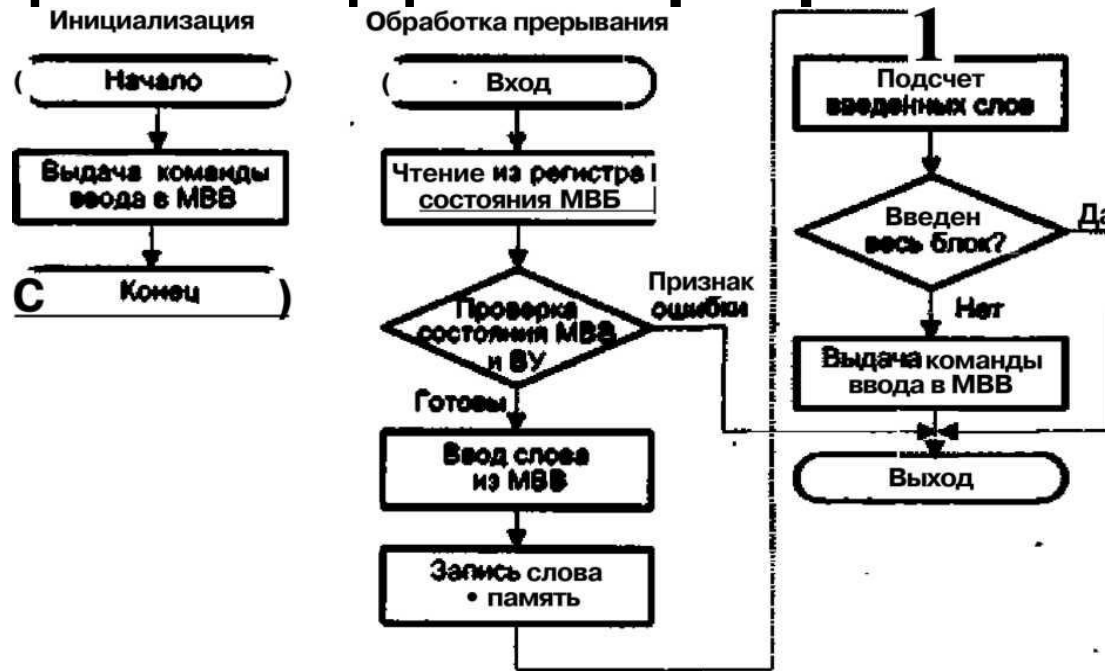 Инициализация
Начало
Выдача команды
ввода в МВВ
Конец
Обработка прерывания
Вход
Чтение из регистра
состояния МВБ
Проверка
состояния МВВ
и ВУ
Признак
ошибки
Готовы
Ввод слова
из МВВ
Запись слова
• память
1
Подсчет
введенных слов
Введен
весь блок?
Да
Нет
Выдача команды
ввода в МВВ
Выход